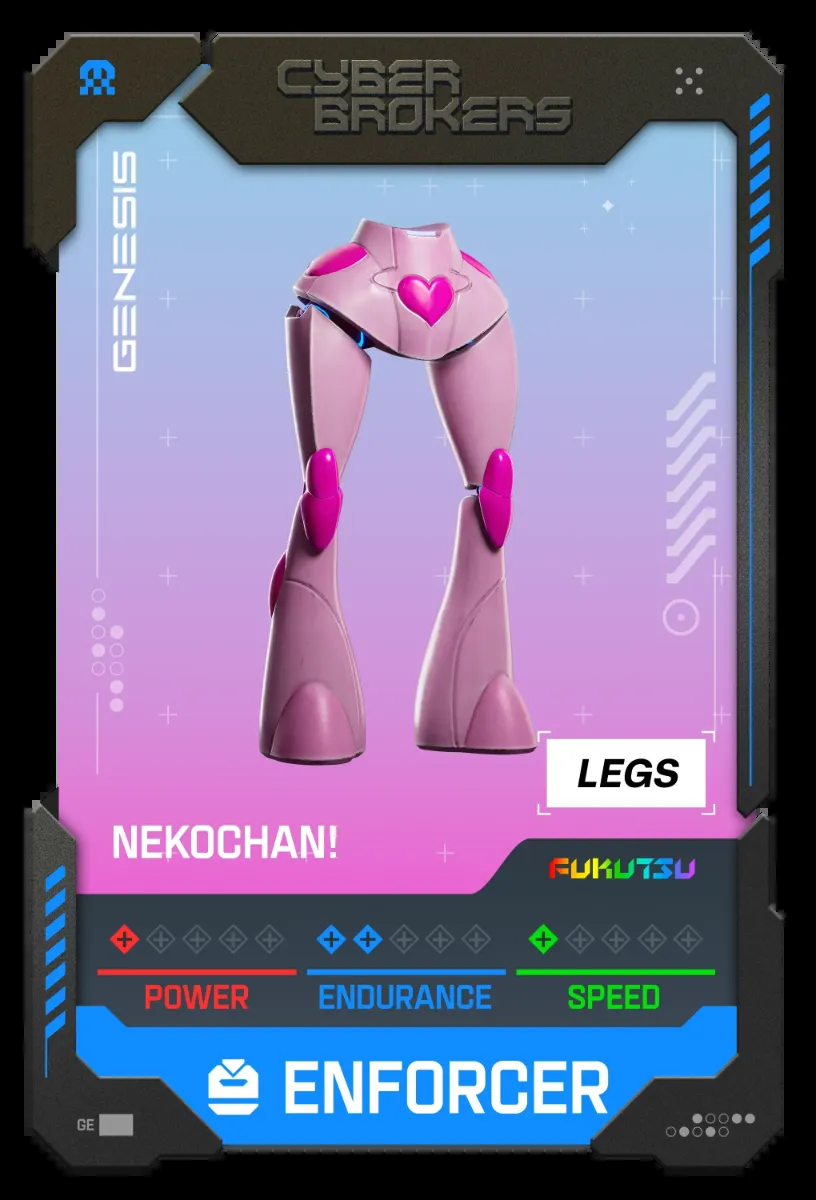 CYBER
BROKERS
GENESIS
LEGS
NEKOCHAN!
FUKUTSU
POWER
ENDURANCE
SPEED
ENFORCER
GE